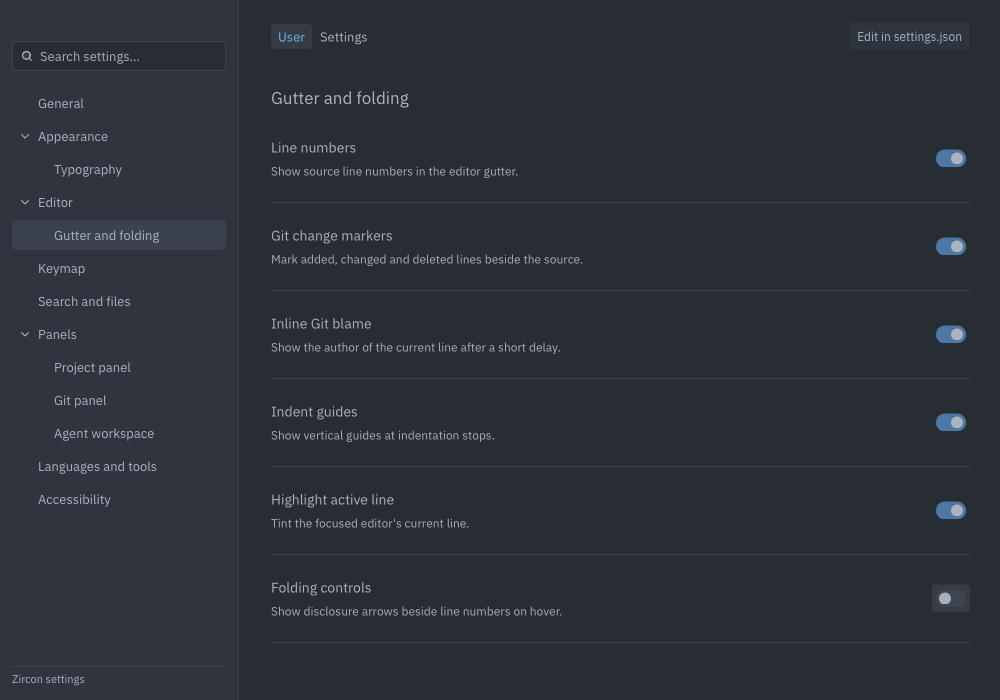 Search settings...
General
Appearance
Typography
Editor
Gutter and folding
Keymap
Search and files
Panels
Project panel
Git panel
Agent workspace
Languages and tools
Accessibility
Zircon settings
User Settings
Edit in settings.json
Gutter and folding
Line numbers
Show source line numbers in the editor gutter.
Git change markers
Mark added, changed and deleted lines beside the source.
Inline Git blame
Show the author of the current line after a short delay.
Indent guides
Show vertical guides at indentation stops.
Highlight active line
Tint the focused editor's current line.
Folding controls
Show disclosure arrows beside line numbers on hover.